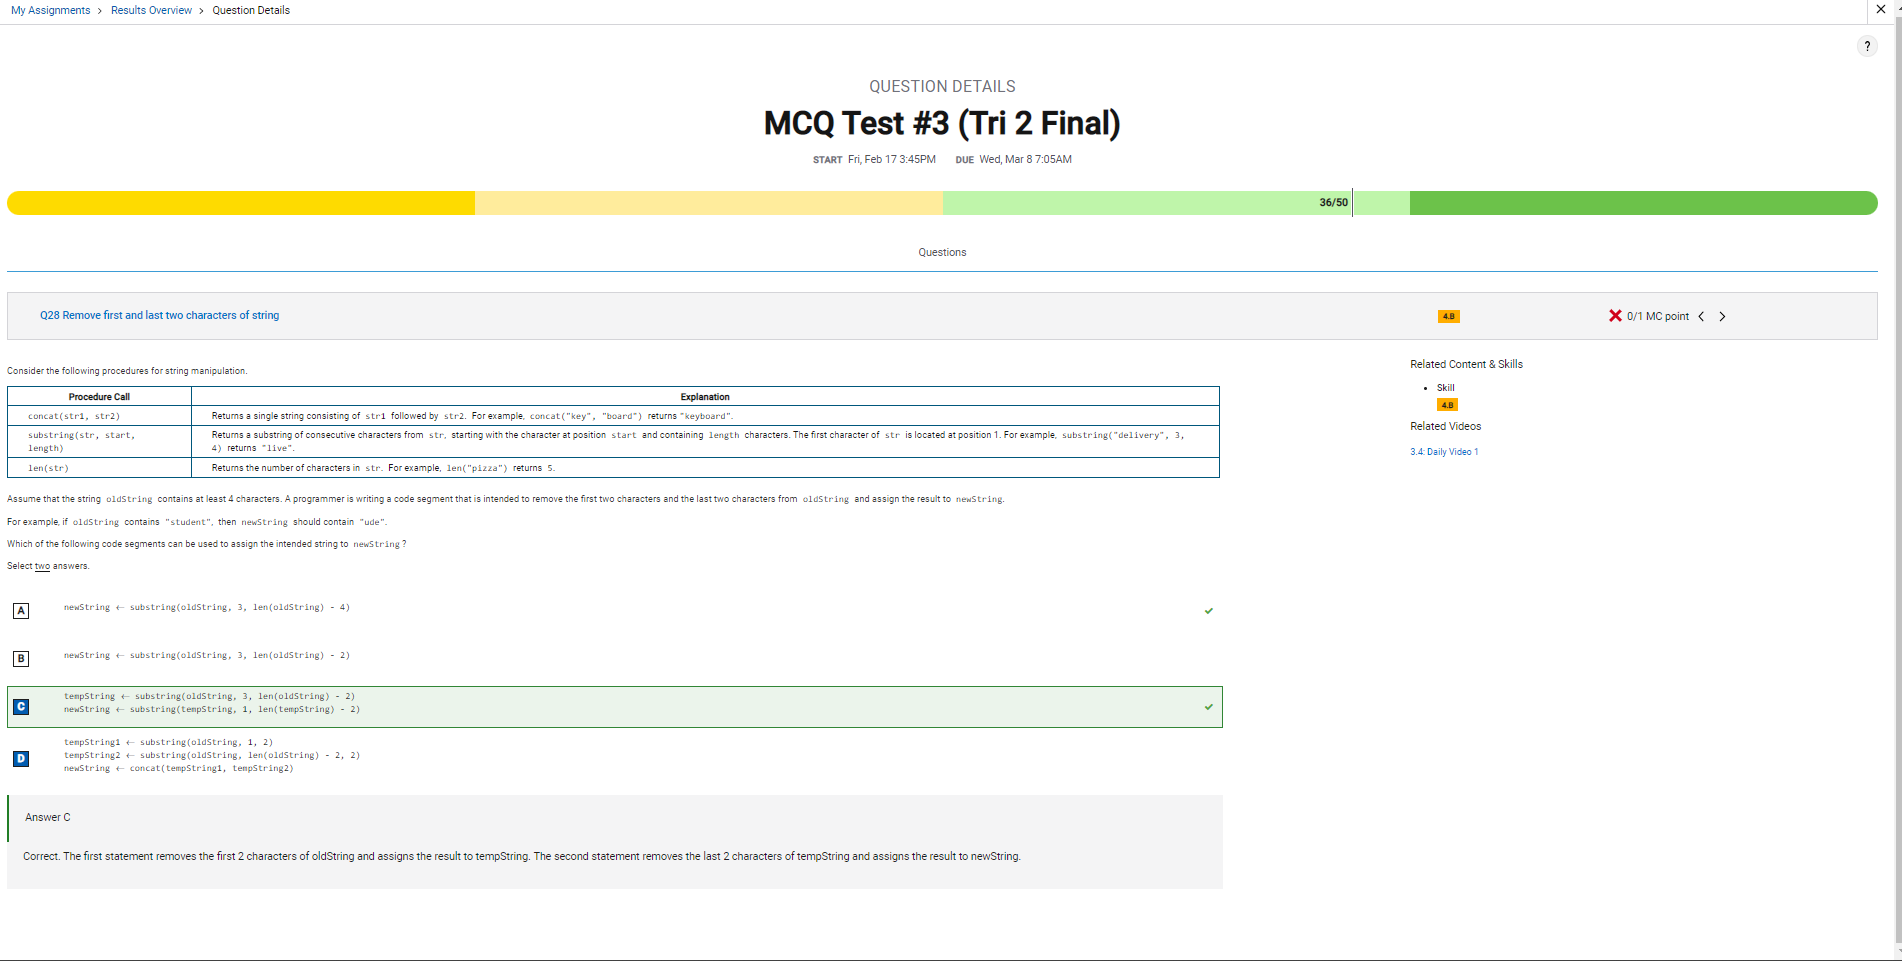 My Assignments > Results Overview > Question Details
?
QUESTION DETAILS
MCQ Test #3 (Tri 2 Final)
START Fri, Feb 17 3:45PM DUE Wed, Mar 8 7:05AM
36/50
Questions
Q28 Remove first and last two characters of string 4.B 0/1 MC point < >
Consider the following procedures for string manipulation.
Procedure Call Explanation
concat(str1, str2) Returns a single string consisting of str1 followed by str2. For example, concat("key", "board") returns "keyboard".
substring(str, start, Returns a substring of consecutive characters from str, starting with the character at position start and containing length characters. The first character of str is located at position 1. For example, substring("delivery", 3,
length) 4) returns "live".
len(str) Returns the number of characters in str. For example, len("pizza") returns 5.
Assume that the string oldString contains at least 4 characters. A programmer is writing a code segment that is intended to remove the first two characters and the last two characters from oldString and assign the result to newString.
For example, if oldString contains "student", then newString should contain "ude".
Which of the following code segments can be used to assign the intended string to newString ?
Select two answers.
A newString ← substring(oldString, 3, len(oldString) - 4)
B newString ← substring(oldString, 3, len(oldString) - 2)
C tempString ← substring(oldString, 3, len(oldString) - 2)
newString ← substring(tempString, 1, len(tempString) - 2)
D tempString1 ← substring(oldString, 1, 2)
tempString2 ← substring(oldString, len(oldString) - 2, 2)
newString ← concat(tempString1, tempString2)
Answer C
Correct. The first statement removes the first 2 characters of oldString and assigns the result to tempString. The second statement removes the last 2 characters of tempString and assigns the result to newString.
Related Content & Skills
• Skill
4.B
Related Videos
3.4: Daily Video 1